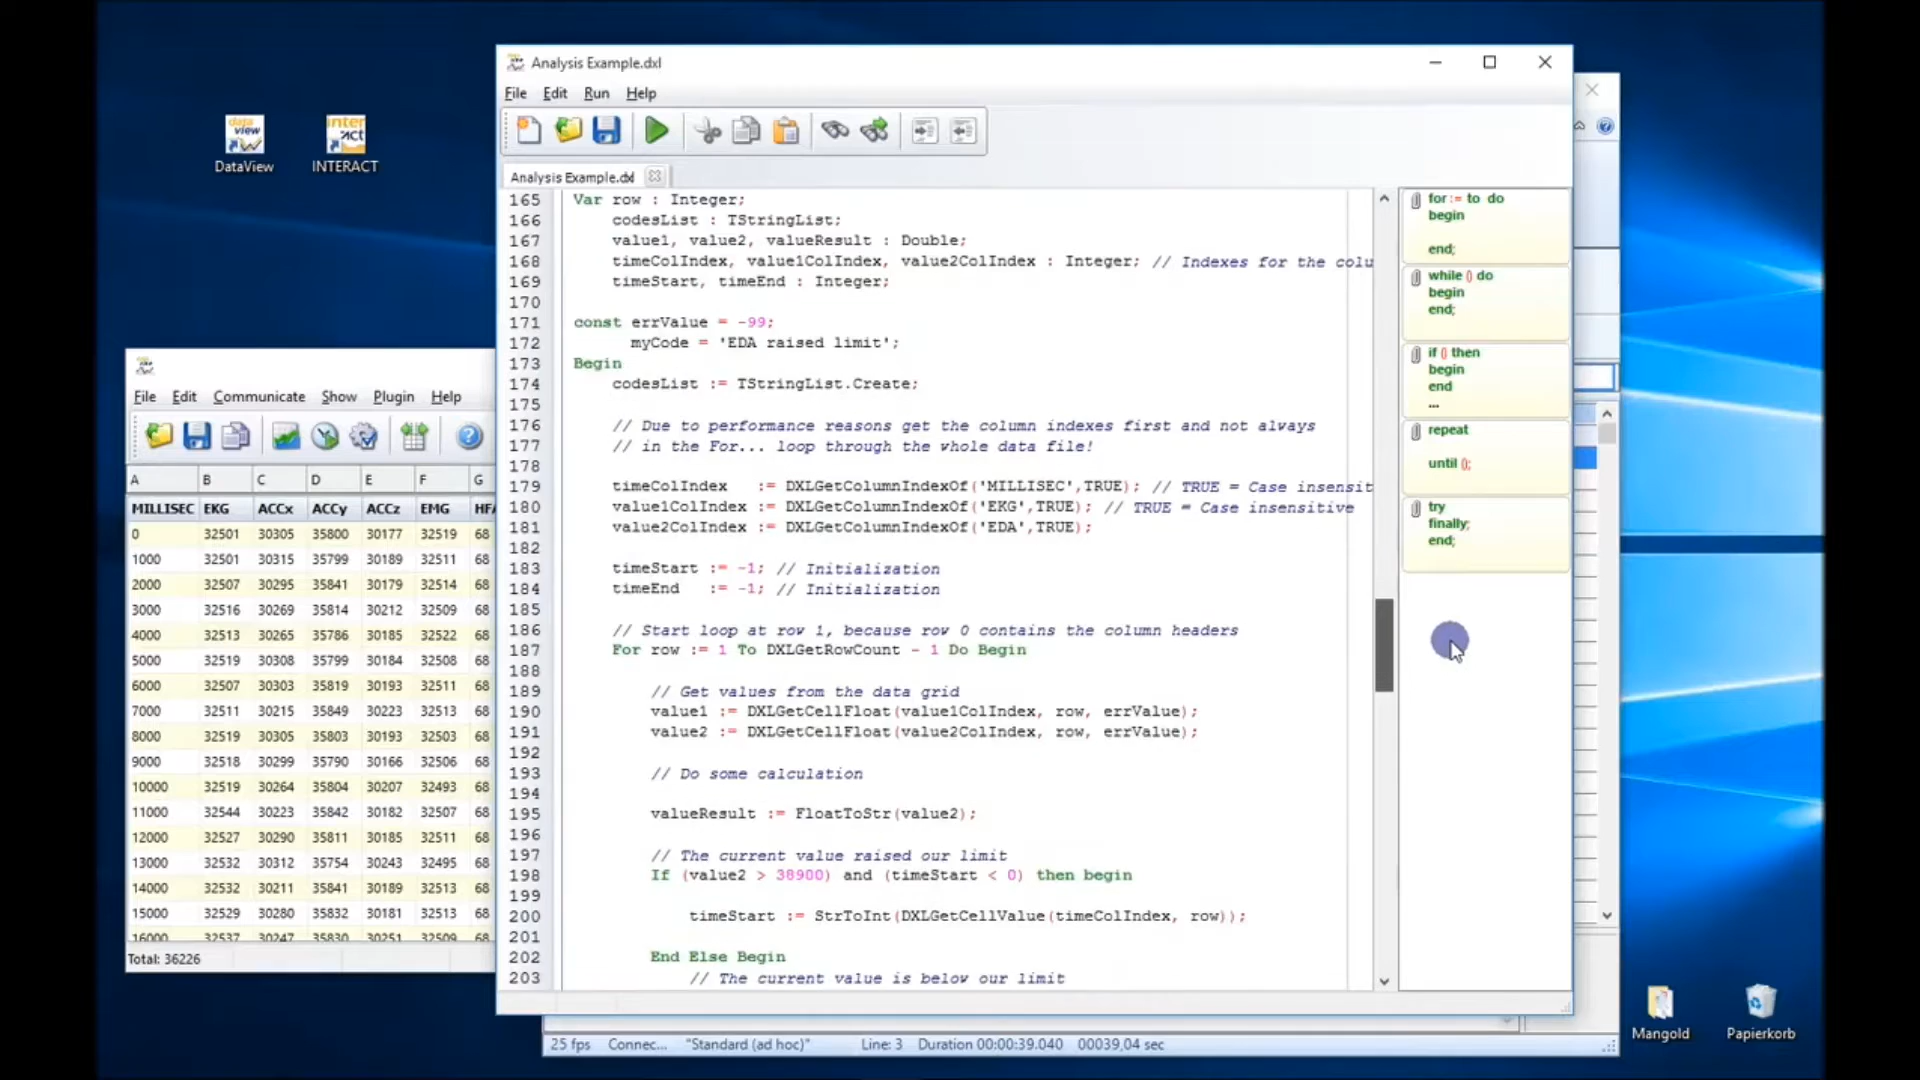 Analysis Example.dxl
File Edit Run Help
Analysis Example.dxl
165 Var row : Integer;
166 codesList : TStringList;
167 value1, value2, valueResult : Double;
168 timeColIndex, value1ColIndex, value2ColIndex : Integer; // Indexes for the colu
169 timeStart, timeEnd : Integer;
170
171 const errValue = -99;
172 myCode = 'EDA raised limit';
173 Begin
174 codesList := TStringList.Create;
175
176 // Due to performance reasons get the column indexes first and not always
177 // in the For... loop through the whole data file!
178
179 timeColIndex := DXLGetColumnIndexOf('MILLISEC',TRUE); // TRUE = Case insensit
180 value1ColIndex := DXLGetColumnIndexOf('EKG',TRUE); // TRUE = Case insensitive
181 value2ColIndex := DXLGetColumnIndexOf('EDA',TRUE);
182
183 timeStart := -1; // Initialization
184 timeEnd := -1; // Initialization
185
186 // Start loop at row 1, because row 0 contains the column headers
187 For row := 1 To DXLGetRowCount - 1 Do Begin
188
189 // Get values from the data grid
190 value1 := DXLGetCellFloat(value1ColIndex, row, errValue);
191 value2 := DXLGetCellFloat(value2ColIndex, row, errValue);
192
193 // Do some calculation
194
195 valueResult := FloatToStr(value2);
196
197 // The current value raised our limit
198 If (value2 > 38900) and (timeStart < 0) then begin
199
200 timeStart := StrToInt(DXLGetCellValue(timeColIndex, row));
201
202 End Else Begin
203 // The current value is below our limit
for := to do
begin
end;
while () do
begin
end;
if () then
begin
end
...
repeat
until ();
try
finally;
end;
data view
DataView
inter act
INTERACT
File Edit Communicate Show Plugin Help
A B C D E F G
MILLISEC EKG ACCx ACCy ACCz EMG
0 32501 30305 35800 30177 32519 68
1000 32501 30315 35799 30189 32511 68
2000 32507 30295 35841 30179 32514 68
3000 32516 30269 35814 30212 32509 68
4000 32513 30265 35786 30185 32522 68
5000 32519 30308 35799 30184 32508 68
6000 32507 30303 35819 30193 32511 68
7000 32511 30215 35849 30223 32513 68
8000 32519 30305 35803 30193 32503 68
9000 32518 30299 35790 30166 32506 68
10000 32519 30264 35804 30207 32493 68
11000 32544 30223 35842 30182 32507 68
12000 32527 30290 35811 30185 32511 68
13000 32532 30312 35754 30243 32495 68
14000 32532 30211 35841 30189 32513 68
15000 32529 30280 35832 30181 32513 68
16000 32537 30247 35830 30251 32509 68
Total: 36226
25 fps Connec... "Standard (ad hoc)" Line: 3 Duration 00:00:39.040 00039,04 sec
Mangold
Papierkorb